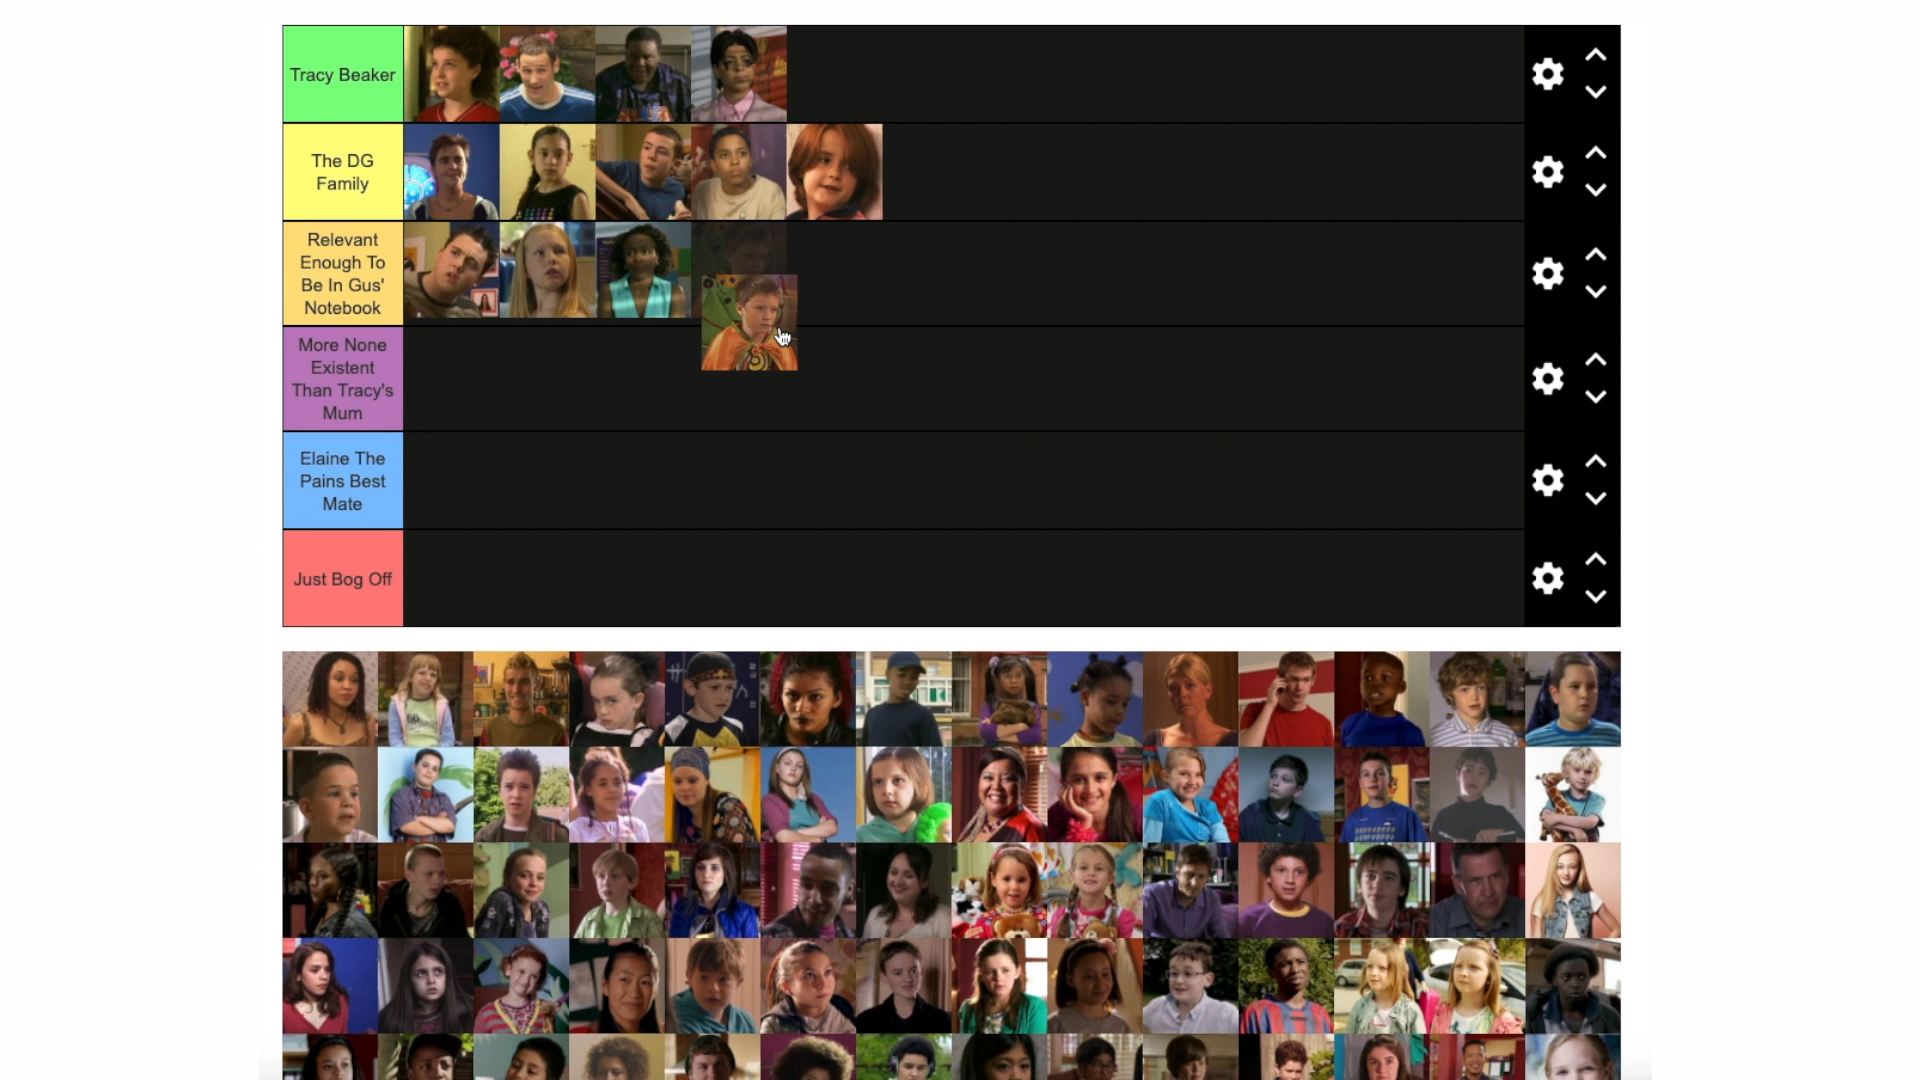 Tracy Beaker
The DG
Family
Relevant
Enough To
Be In Gus'
Notebook
More None
Existent
Than Tracy's
Mum
Elaine The
Pains Best
Mate
Just Bog Off